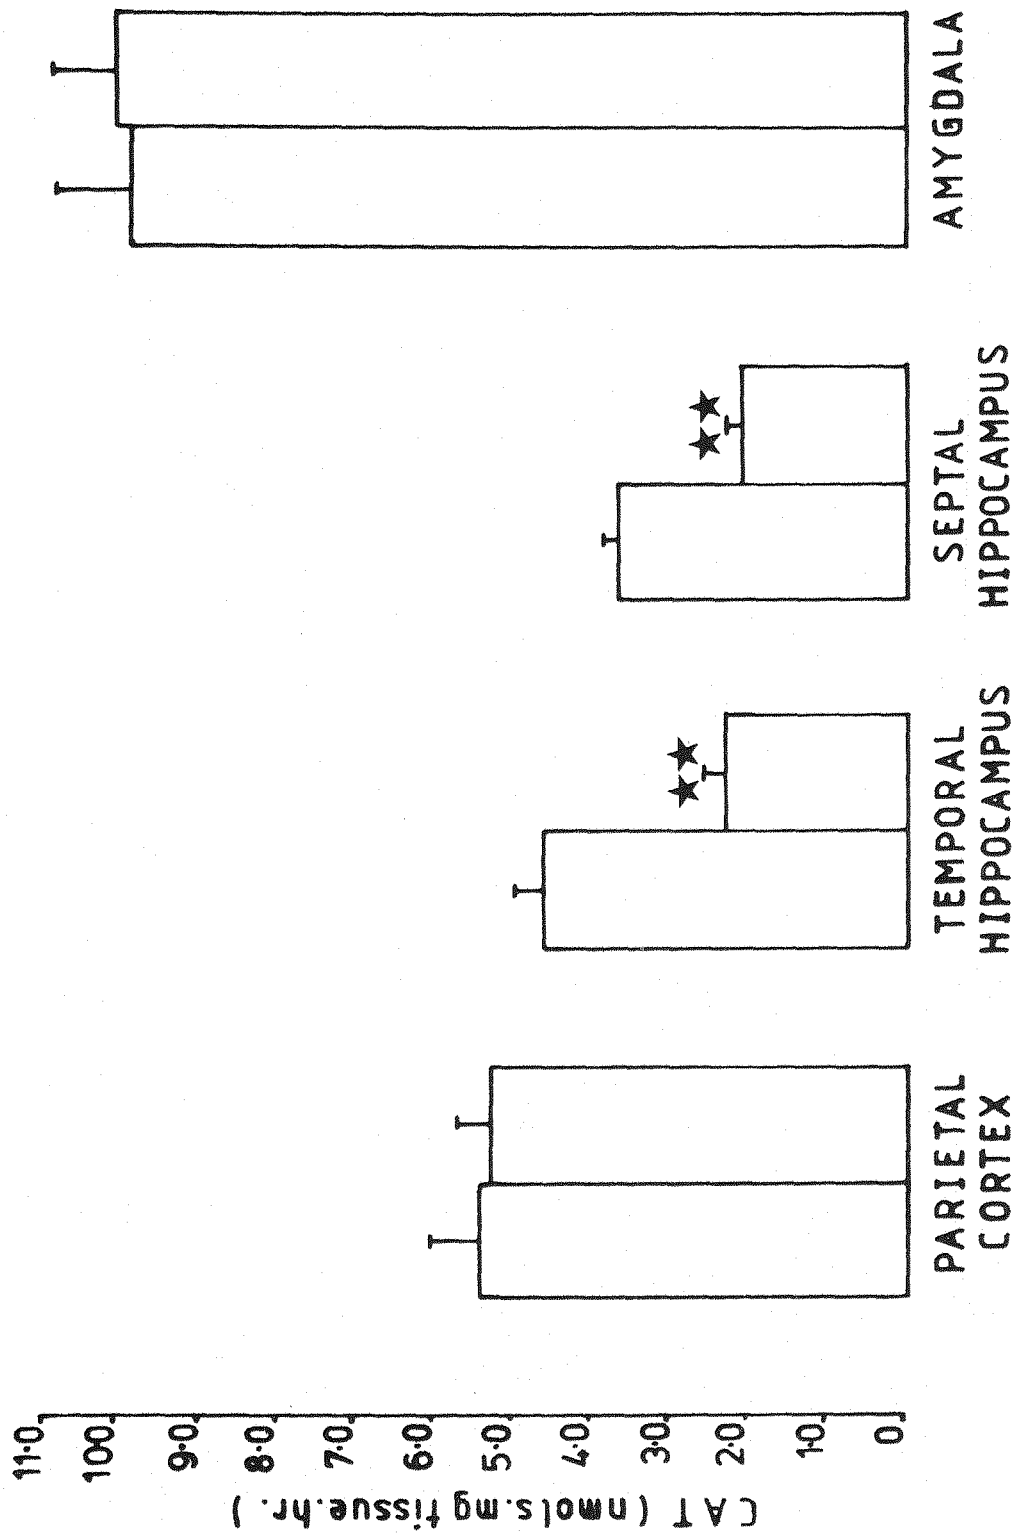 CAT (nmols.mg tissue.hr.)
11·0
10·0
9·0
8·0
7·0
6·0
5·0
4·0
3·0
2·0
1·0
0
PARIETAL
CORTEX
TEMPORAL
HIPPOCAMPUS
SEPTAL
HIPPOCAMPUS
AMYGDALA